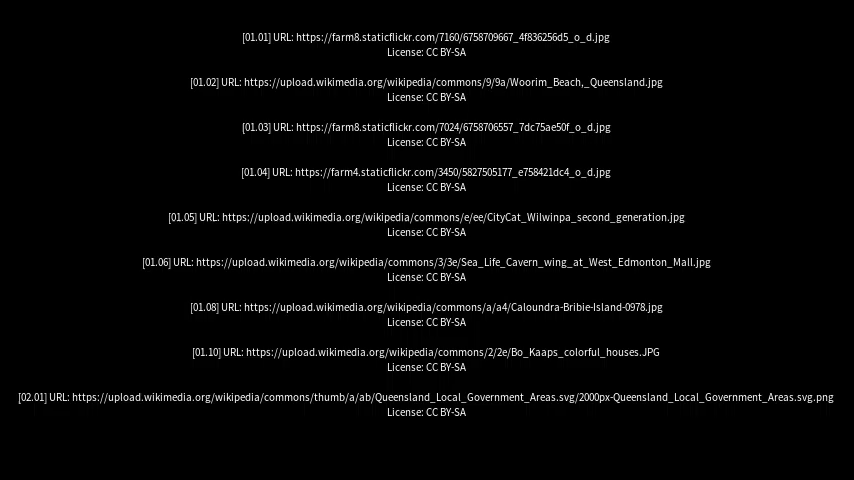 [01.01] URL: https://farm8.staticflickr.com/7160/6758709667_4f836256d5_o_d.jpg
License: CC BY-SA
[01.02] URL: https://upload.wikimedia.org/wikipedia/commons/9/9a/Woorim_Beach,_Queensland.jpg
License: CC BY-SA
[01.03] URL: https://farm8.staticflickr.com/7024/6758706557_7dc75ae50f_o_d.jpg
License: CC BY-SA
[01.04] URL: https://farm4.staticflickr.com/3450/5827505177_e758421dc4_o_d.jpg
License: CC BY-SA
[01.05] URL: https://upload.wikimedia.org/wikipedia/commons/e/ee/CityCat_Wilwinpa_second_generation.jpg
License: CC BY-SA
[01.06] URL: https://upload.wikimedia.org/wikipedia/commons/3/3e/Sea_Life_Cavern_wing_at_West_Edmonton_Mall.jpg
License: CC BY-SA
[01.08] URL: https://upload.wikimedia.org/wikipedia/commons/a/a4/Caloundra-Bribie-Island-0978.jpg
License: CC BY-SA
[01.10] URL: https://upload.wikimedia.org/wikipedia/commons/2/2e/Bo_Kaaps_colorful_houses.JPG
License: CC BY-SA
[02.01] URL: https://upload.wikimedia.org/wikipedia/commons/thumb/a/ab/Queensland_Local_Government_Areas.svg/2000px-Queensland_Local_Government_Areas.svg.png
License: CC BY-SA